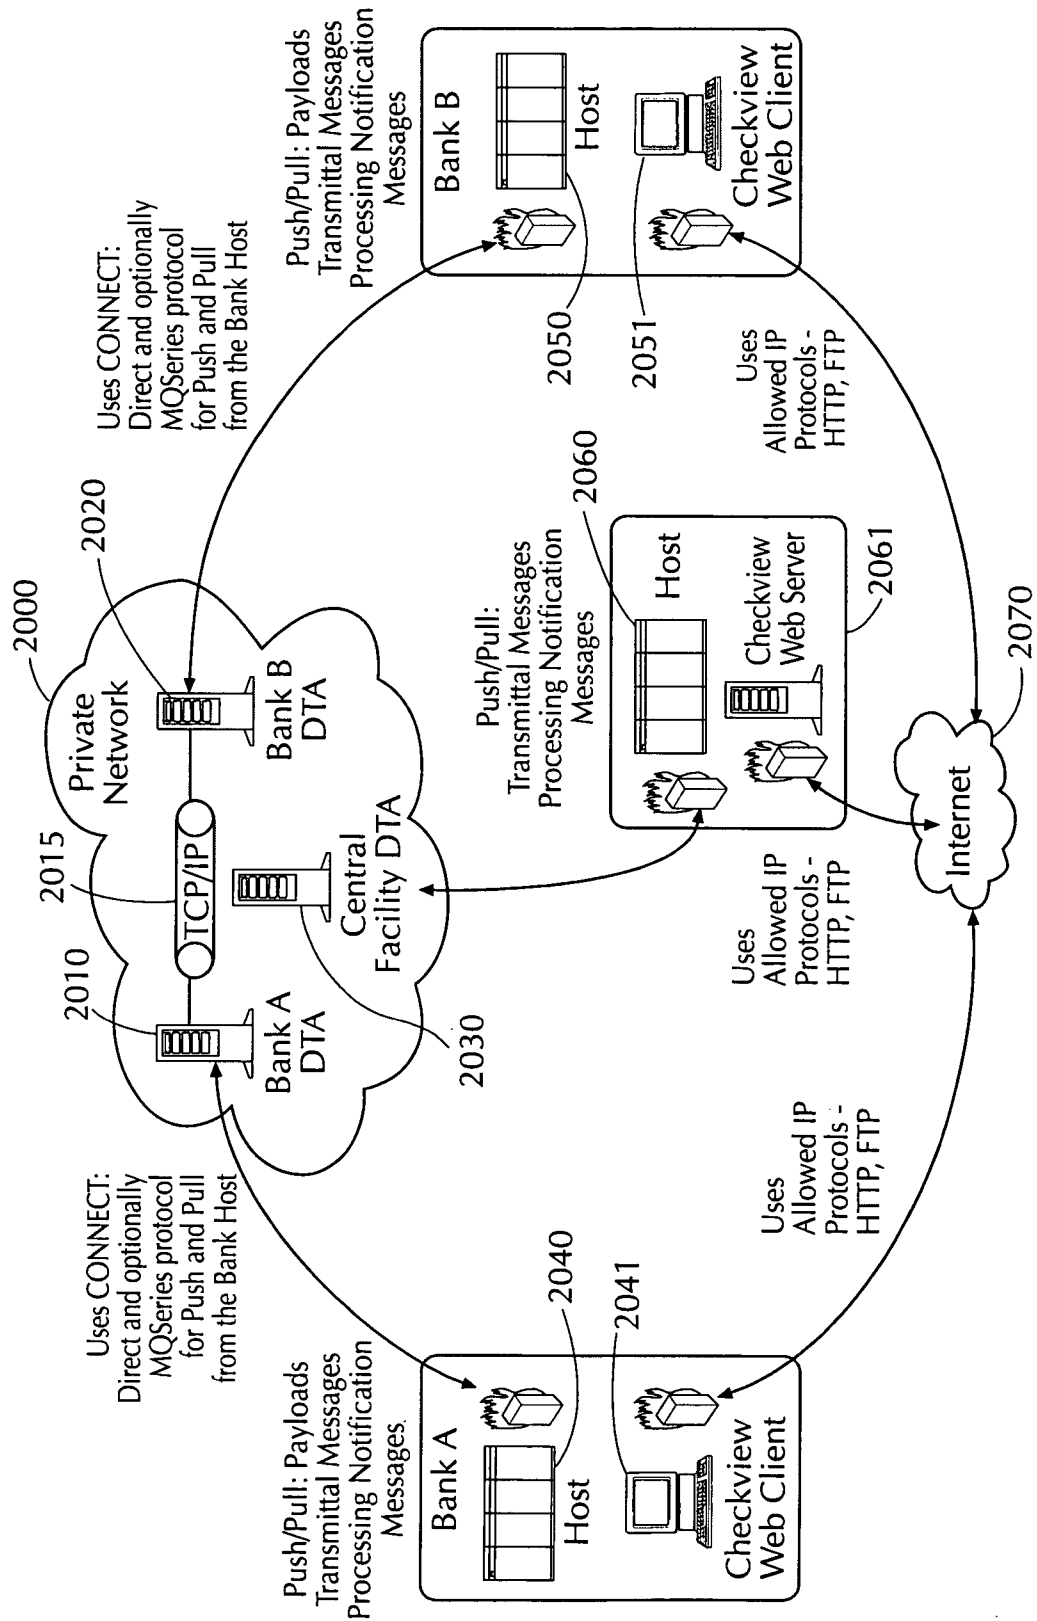 2000
Private
Network
2020
2015
2010
TCP/IP
Bank A
DTA
Bank B
DTA
Central
Facility DTA
2030
Uses CONNECT:
Direct and optionally
MQSeries protocol
for Push and Pull
from the Bank Host
Uses CONNECT:
Direct and optionally
MQSeries protocol
for Push and Pull
from the Bank Host
Push/Pull: Payloads
Transmittal Messages
Processing Notification
Messages
Bank A
Host
2040
2041
Checkview
Web Client
Push/Pull:
Transmittal Messages
Processing Notification
Messages
2060
Host
Checkview
Web Server
2061
Push/Pull: Payloads
Transmittal Messages
Processing Notification
Messages
Bank B
Host
2050
2051
Checkview
Web Client
Uses
Allowed IP
Protocols -
HTTP, FTP
Uses
Allowed IP
Protocols -
HTTP, FTP
Uses
Allowed IP
Protocols -
HTTP, FTP
Internet
2070